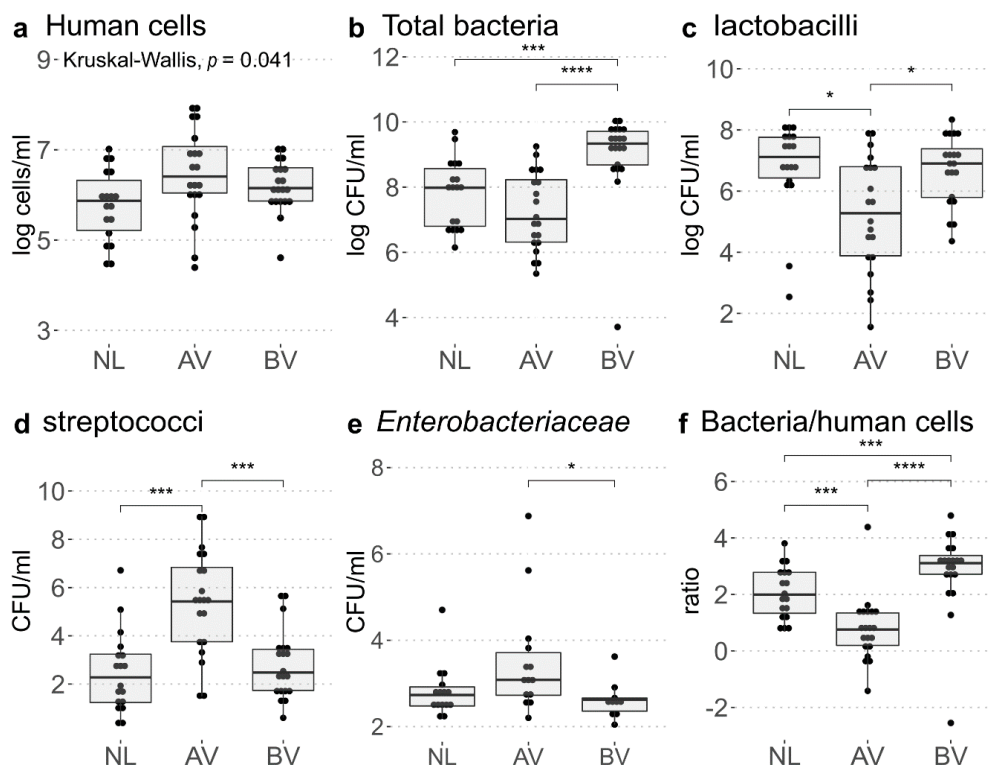 a Human cells
9
Kruskal-Wallis, p = 0.041
7
5
3
log cells/ml
NL AV BV
b Total bacteria
***
****
12
10
8
6
4
log CFU/ml
NL AV BV
c lactobacilli
*
*
10
8
6
4
2
log CFU/ml
NL AV BV
d streptococci
***
***
10
8
6
4
2
CFU/ml
NL AV BV
e Enterobacteriaceae
*
8
6
4
2
CFU/ml
NL AV BV
f Bacteria/human cells
***
****
***
6
4
2
0
-2
ratio
NL AV BV